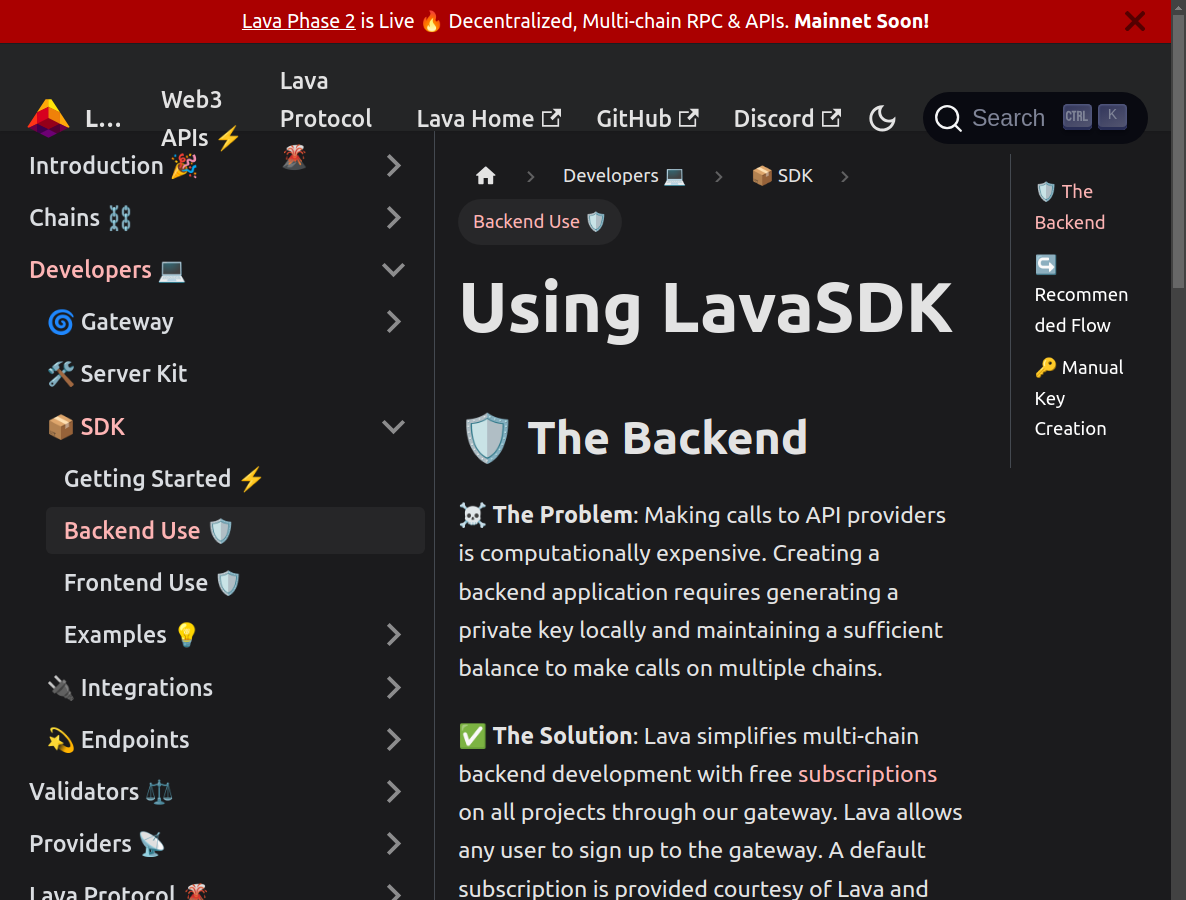 Lava Phase 2 is Live 🔥 Decentralized, Multi-chain RPC & APIs. Mainnet Soon!
L...
Web3
APIs ⚡
Lava
Protocol
🌋
Lava Home
GitHub
Discord
Search
CTRL
K
Introduction 🎉
Chains ⛓️
Developers 💻
🌀 Gateway
🛠️ Server Kit
📦 SDK
Getting Started ⚡
Backend Use 🛡️
Frontend Use 🛡️
Examples 💡
🔌 Integrations
💫 Endpoints
Validators ⚖️
Providers 📡
Lava Protocol 🌋
Developers 💻
📦 SDK
Backend Use 🛡️
Using LavaSDK
🛡️ The Backend
☠️ The Problem: Making calls to API providers
is computationally expensive. Creating a
backend application requires generating a
private key locally and maintaining a sufficient
balance to make calls on multiple chains.
✅ The Solution: Lava simplifies multi-chain
backend development with free subscriptions
on all projects through our gateway. Lava allows
any user to sign up to the gateway. A default
subscription is provided courtesy of Lava and
🛡️ The
Backend
↪️
Recommen
ded Flow
🔑 Manual
Key
Creation